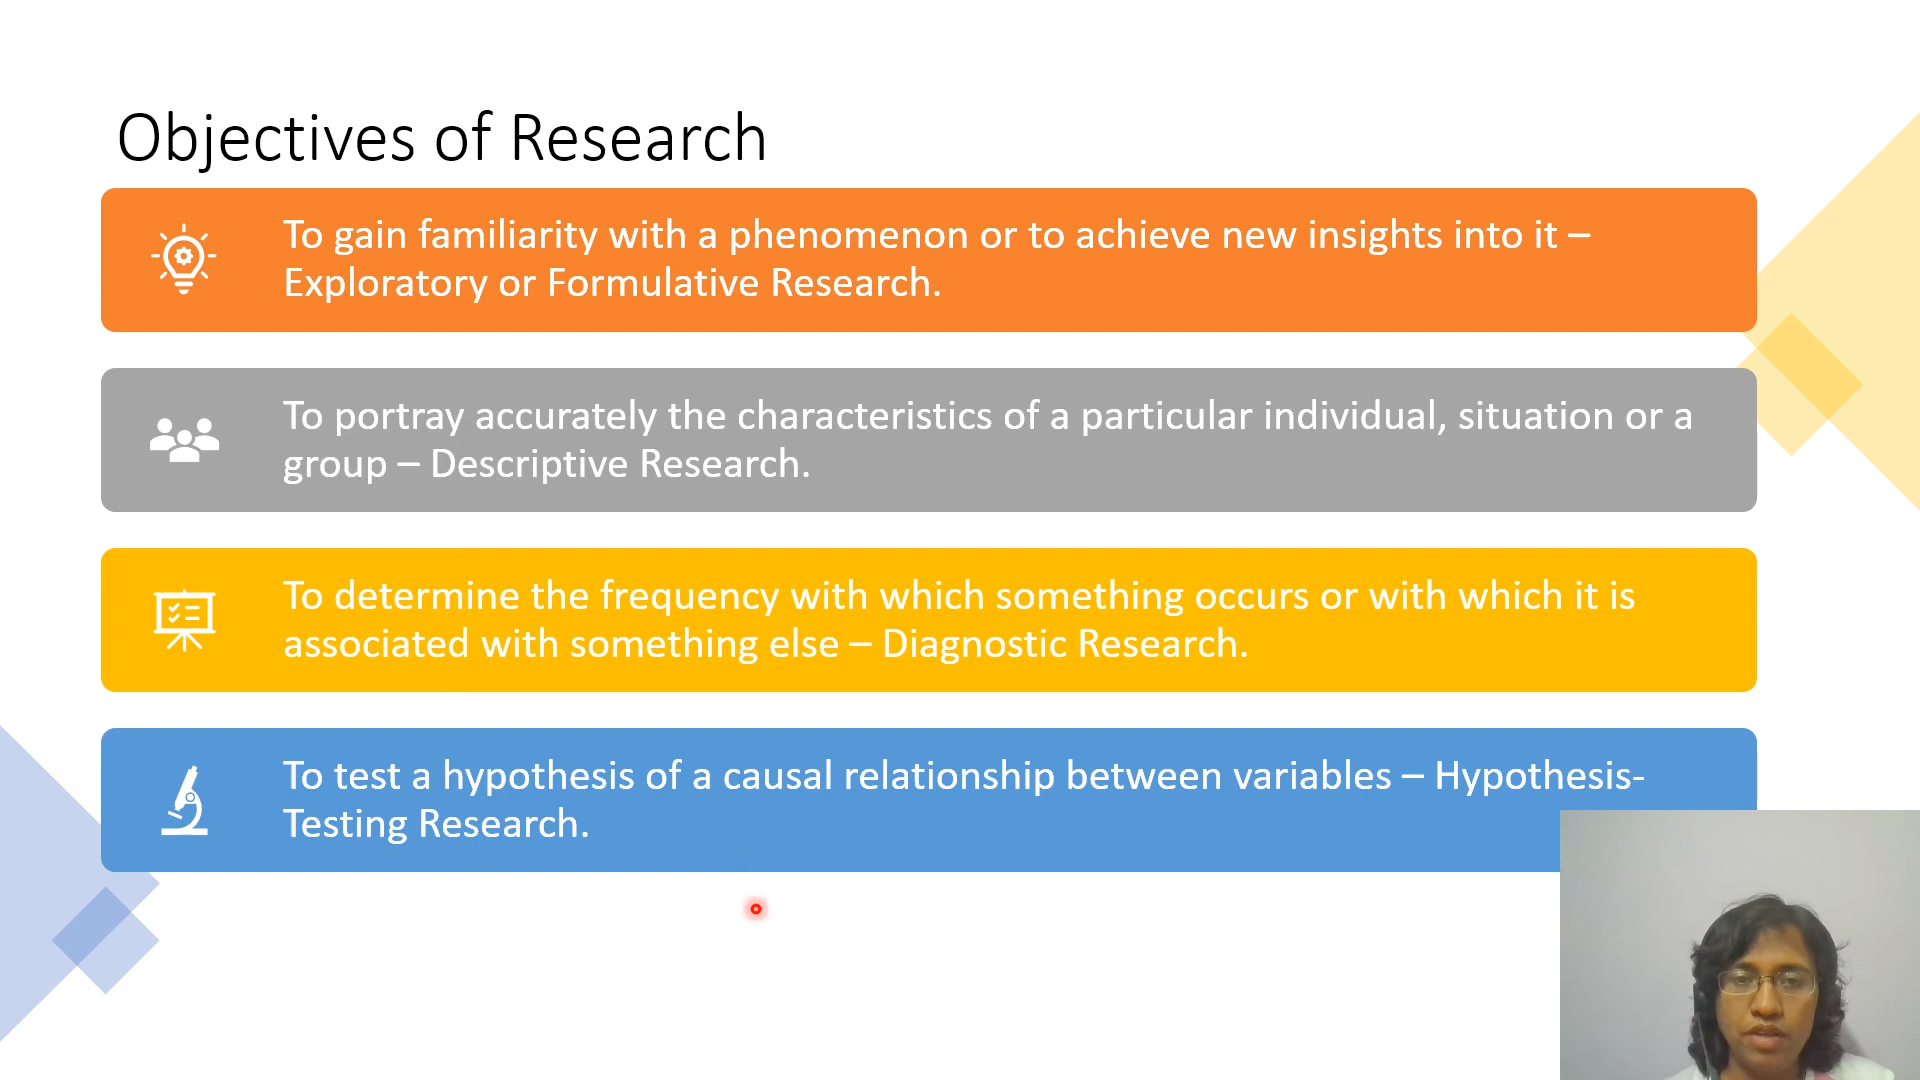 Objectives of Research
To gain familiarity with a phenomenon or to achieve new insights into it –
Exploratory or Formulative Research.
To portray accurately the characteristics of a particular individual, situation or a
group – Descriptive Research.
To determine the frequency with which something occurs or with which it is
associated with something else – Diagnostic Research.
To test a hypothesis of a causal relationship between variables – Hypothesis-
Testing Research.